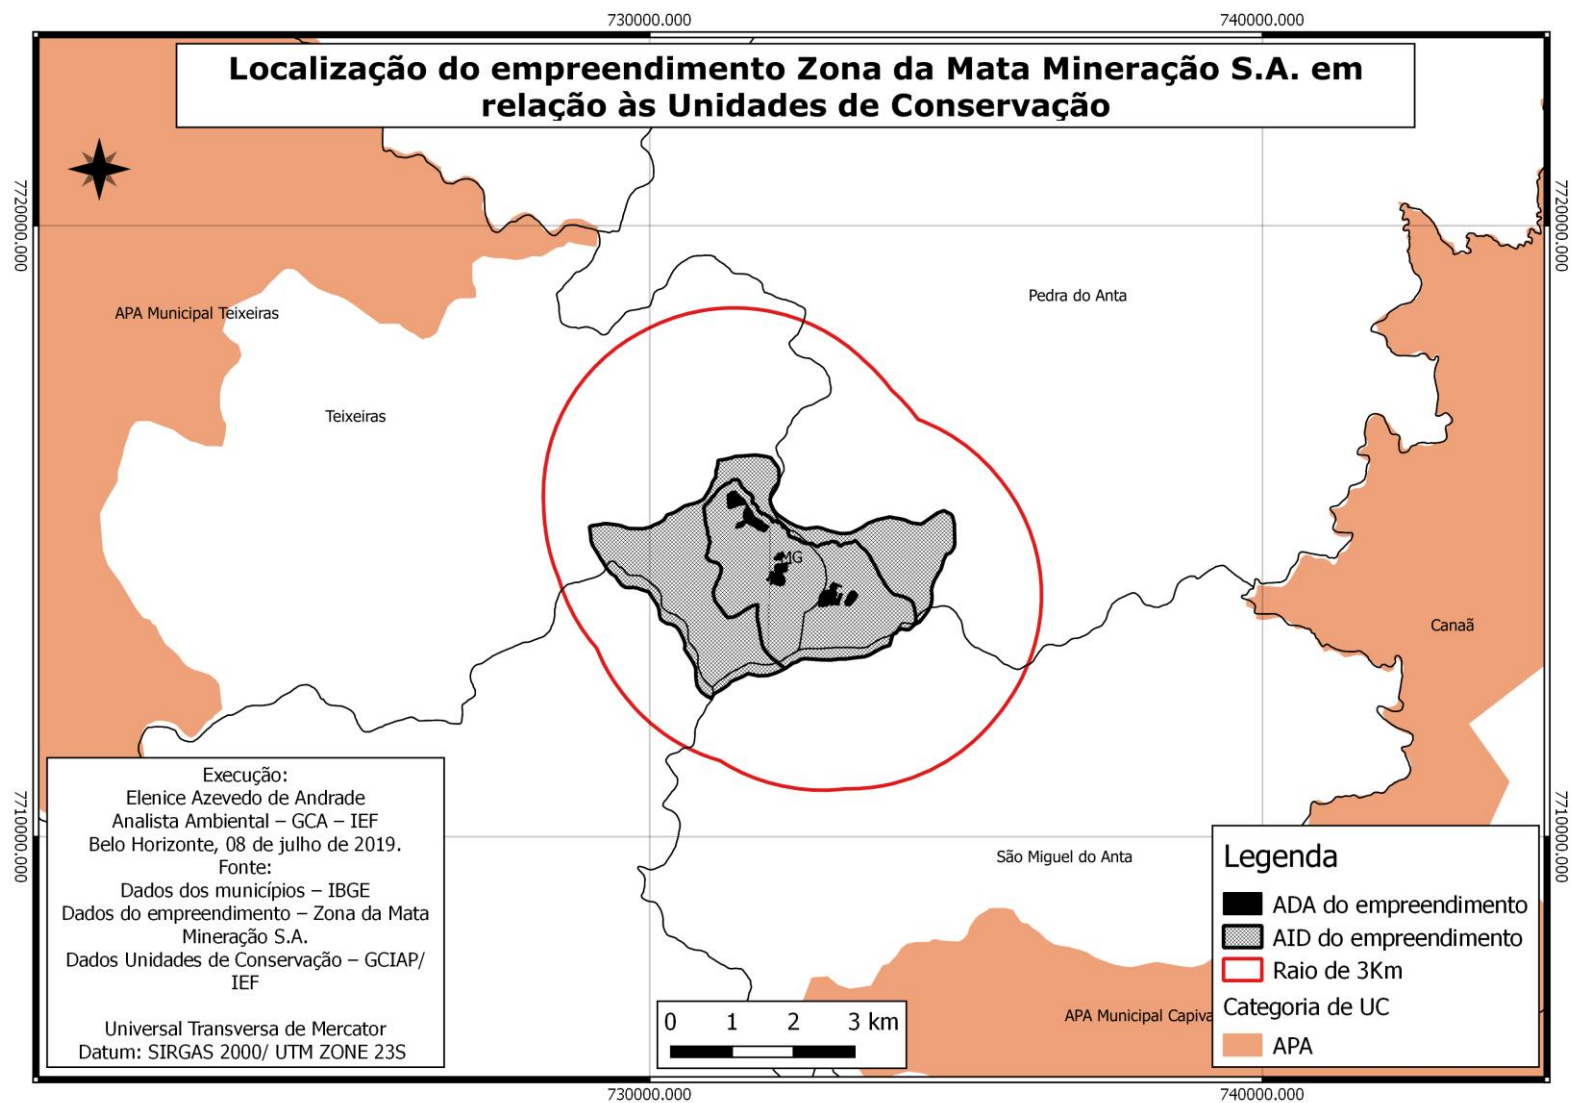 730000.000
740000.000
Localização do empreendimento Zona da Mata Mineração S.A. em
relação às Unidades de Conservação
7720000.000
7720000.000
Pedra do Anta
APA Municipal Teixeiras
Teixeiras
MG
Canaã
Execução:
Elenice Azevedo de Andrade
Analista Ambiental – GCA – IEF
Belo Horizonte, 08 de julho de 2019.
Fonte:
Dados dos municípios – IBGE
Dados do empreendimento – Zona da Mata
Mineração S.A.
Dados Unidades de Conservação – GCIAP/
IEF
Universal Transversa de Mercator
Datum: SIRGAS 2000/ UTM ZONE 23S
7710000.000
7710000.000
São Miguel do Anta
APA Municipal Capiva
0 1 2 3 km
Legenda
ADA do empreendimento
AID do empreendimento
Raio de 3Km
Categoria de UC
APA
730000.000
740000.000